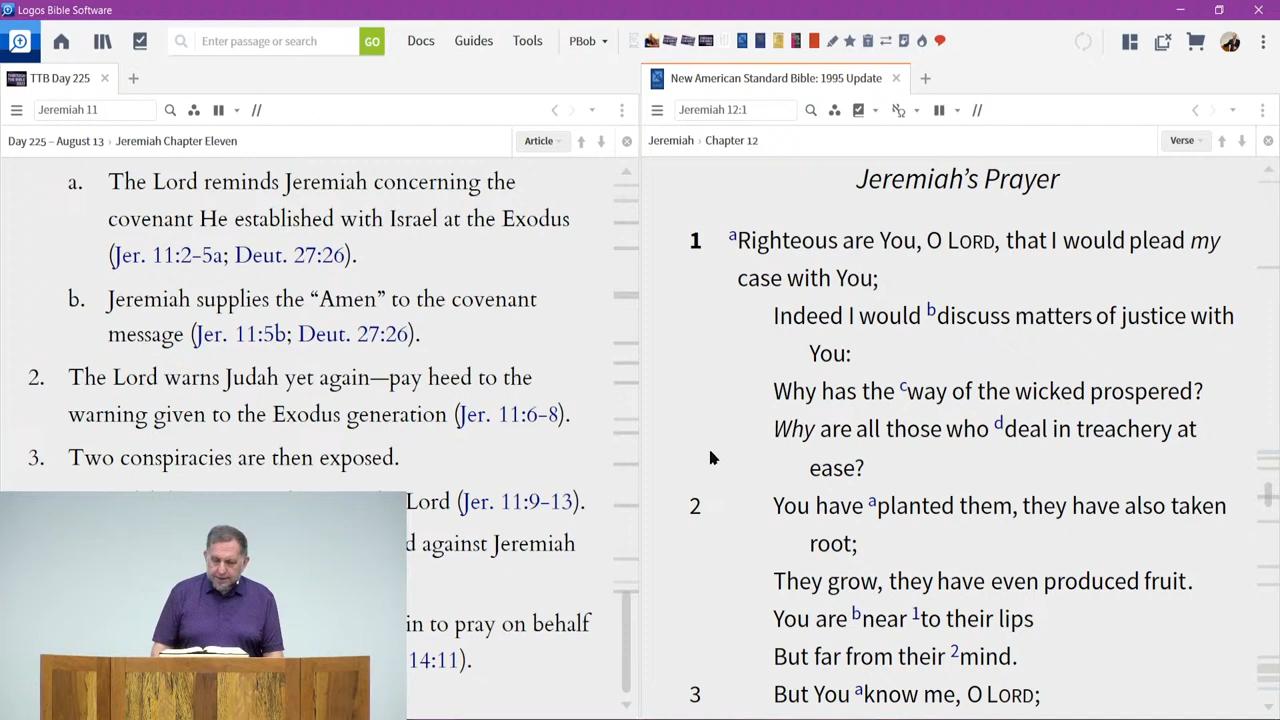 Logos Bible Software
Enter passage or search
GO
Docs
Guides
Tools
PBob
TTB Day 225
New American Standard Bible: 1995 Update
Jeremiah 11
Jeremiah 12:1
Day 225 – August 13 › Jeremiah Chapter Eleven
Article
Jeremiah › Chapter 12
Verse
a. The Lord reminds Jeremiah concerning the
covenant He established with Israel at the Exodus
(Jer. 11:2-5a; Deut. 27:26).
b. Jeremiah supplies the “Amen” to the covenant
message (Jer. 11:5b; Deut. 27:26).
2. The Lord warns Judah yet again—pay heed to the
warning given to the Exodus generation (Jer. 11:6-8).
3. Two conspiracies are then exposed.
Lord (Jer. 11:9-13).
d against Jeremiah
in to pray on behalf
14:11).
Jeremiah’s Prayer
1 aRighteous are You, O LORD, that I would plead my
case with You;
Indeed I would bdiscuss matters of justice with
You:
Why has the cway of the wicked prospered?
Why are all those who ddeal in treachery at
ease?
2 You have aplanted them, they have also taken
root;
They grow, they have even produced fruit.
You are bnear 1to their lips
But far from their 2mind.
3 But You aknow me, O LORD;